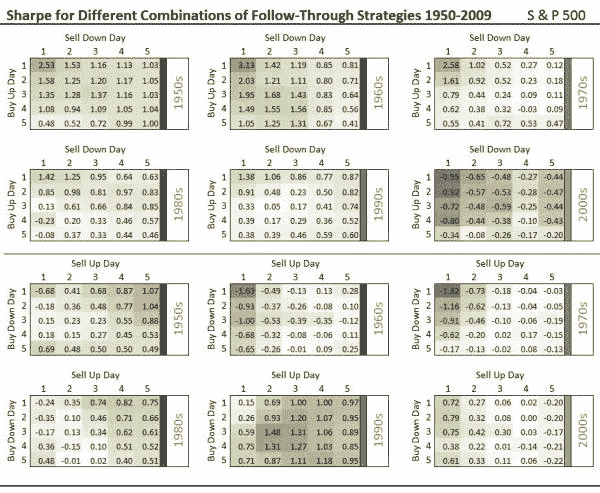 Sharpe for Different Combinations of Follow-Through Strategies 1950-2009 S & P 500
Sell Down Day
1 2 3 4 5
Buy Up Day
1 2.53 1.53 1.16 1.13 1.03
2 1.58 1.25 1.20 1.17 1.05
3 1.35 1.28 1.37 1.16 1.03
4 1.08 0.94 1.09 1.05 1.04
5 0.48 0.52 0.72 0.99 1.00
1950s
Sell Down Day
1 2 3 4 5
Buy Up Day
1 3.13 1.42 1.19 0.85 0.81
2 2.03 1.21 1.11 0.80 0.71
3 1.95 1.68 1.43 0.83 0.64
4 1.49 1.55 1.56 0.85 0.56
5 1.05 1.25 1.31 0.67 0.41
1960s
Sell Down Day
1 2 3 4 5
Buy Up Day
1 2.58 1.02 0.52 0.27 0.12
2 1.61 0.92 0.52 0.23 0.18
3 0.79 0.44 0.24 0.09 0.11
4 0.62 0.38 0.32 -0.03 0.09
5 0.55 0.41 0.72 0.53 0.47
1970s
Sell Down Day
1 2 3 4 5
Buy Up Day
1 1.42 1.25 0.95 0.64 0.63
2 0.85 0.98 0.81 0.97 0.83
3 0.13 0.61 0.66 0.84 0.85
4 -0.23 0.20 0.33 0.46 0.57
5 -0.08 0.37 0.33 0.44 0.46
1980s
Sell Down Day
1 2 3 4 5
Buy Up Day
1 1.38 1.06 0.86 0.77 0.87
2 0.91 0.48 0.23 0.50 0.82
3 0.33 0.05 0.17 0.41 0.74
4 0.39 0.17 0.29 0.36 0.52
5 0.38 0.39 0.46 0.59 0.60
1990s
Sell Down Day
1 2 3 4 5
Buy Up Day
1 -0.95 -0.65 -0.48 -0.27 -0.44
2 -0.57 -0.53 -0.28 -0.47
3 -0.72 -0.48 -0.59 -0.25 -0.40
4 -0.80 -0.44 -0.38 -0.10 -0.43
5 -0.34 -0.08 -0.26 -0.17 -0.20
2000s
Sell Up Day
1 2 3 4 5
Buy Down Day
1 -0.68 0.41 0.68 0.87 1.07
2 -0.18 0.36 0.48 0.77 1.04
3 0.15 0.23 0.23 0.55 0.88
4 0.18 0.15 0.27 0.45 0.53
5 0.69 0.48 0.50 0.50 0.49
1950s
Sell Up Day
1 2 3 4 5
Buy Down Day
1 -1.63 -0.49 -0.13 0.13 0.28
2 -0.93 -0.37 -0.26 -0.08 0.10
3 -1.00 -0.53 -0.39 -0.35 -0.12
4 -0.68 -0.32 -0.08 -0.06 0.11
5 -0.65 -0.26 -0.01 0.09 0.25
1960s
Sell Up Day
1 2 3 4 5
Buy Down Day
1 -1.82 -0.73 -0.18 -0.04 -0.03
2 -1.16 -0.62 -0.13 -0.04 -0.05
3 -0.91 -0.46 -0.10 -0.06 -0.19
4 -0.62 -0.20 0.02 -0.17 -0.15
5 -0.17 -0.13 -0.02 -0.08 -0.13
1970s
Sell Up Day
1 2 3 4 5
Buy Down Day
1 -0.24 0.35 0.74 0.82 0.75
2 -0.35 0.10 0.46 0.71 0.66
3 -0.17 0.13 0.34 0.62 0.61
4 0.36 -0.15 0.10 0.51 0.52
5 0.48 -0.01 0.02 0.40 0.51
1980s
Sell Up Day
1 2 3 4 5
Buy Down Day
1 0.15 0.69 1.00 1.00 0.97
2 0.26 0.93 1.20 1.07 0.95
3 0.59 1.48 1.31 1.06 0.89
4 0.75 1.31 1.27 1.03 0.85
5 0.71 0.87 1.11 1.18 0.95
1990s
Sell Up Day
1 2 3 4 5
Buy Down Day
1 0.72 0.27 0.06 0.02 -0.20
2 0.79 0.32 0.08 0.00 -0.20
3 0.75 0.42 0.30 0.03 -0.17
4 0.38 0.22 0.01 -0.14 -0.21
5 0.61 0.33 0.11 0.06 -0.22
2000s